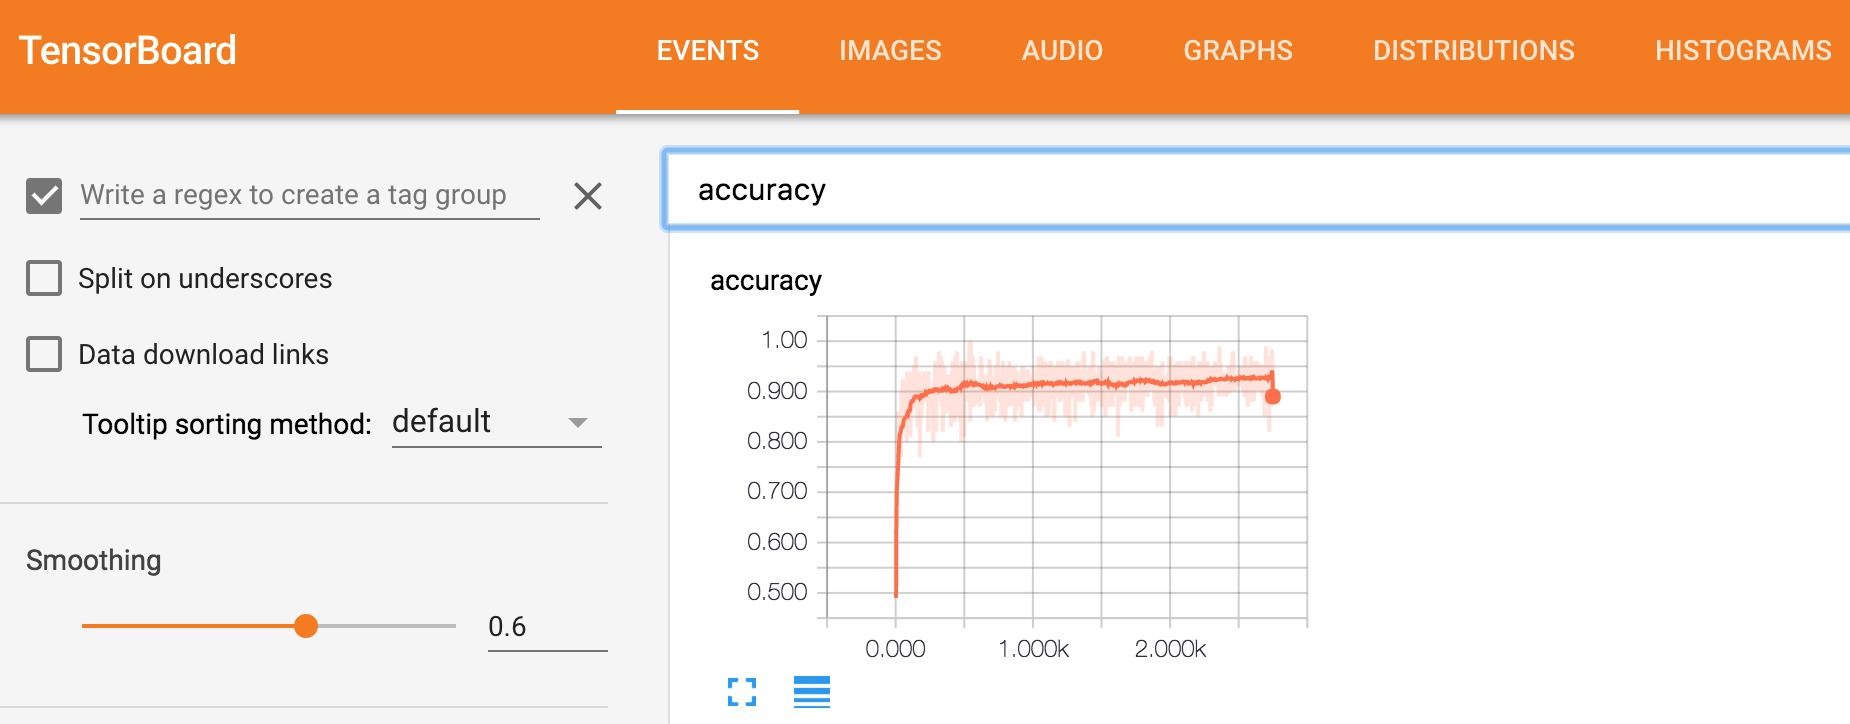 TensorBoard
EVENTS IMAGES AUDIO GRAPHS DISTRIBUTIONS HISTOGRAMS
Write a regex to create a tag group
Split on underscores
Data download links
Tooltip sorting method: default
Smoothing
0.6
accuracy
accuracy
1.00
0.900
0.800
0.700
0.600
0.500
0.000 1.000k 2.000k